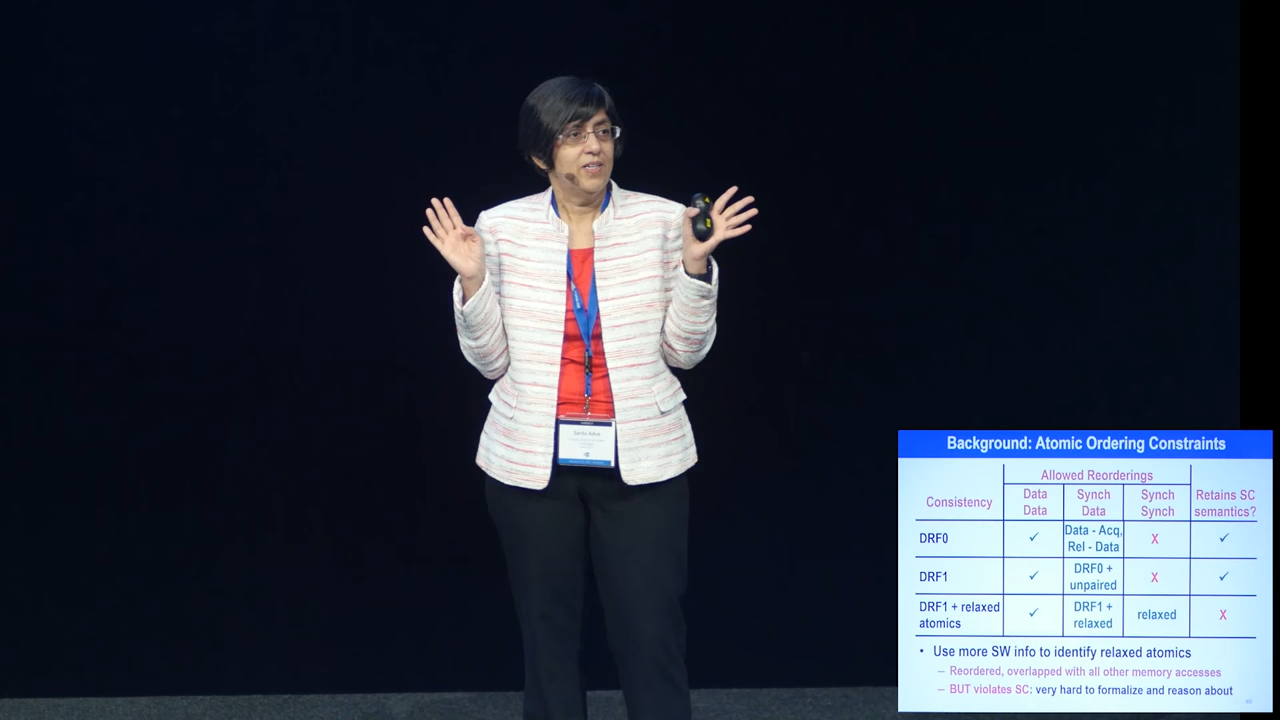 Sarita Adve
Background: Atomic Ordering Constraints
Allowed Reorderings
Consistency
Data
Data
Synch
Data
Synch
Synch
Retains SC
semantics?
DRF0
✓
Data - Acq,
Rel - Data
X
✓
DRF1
✓
DRF0 +
unpaired
X
✓
DRF1 + relaxed
atomics
✓
DRF1 +
relaxed
relaxed
X
• Use more SW info to identify relaxed atomics
– Reordered, overlapped with all other memory accesses
– BUT violates SC: very hard to formalize and reason about